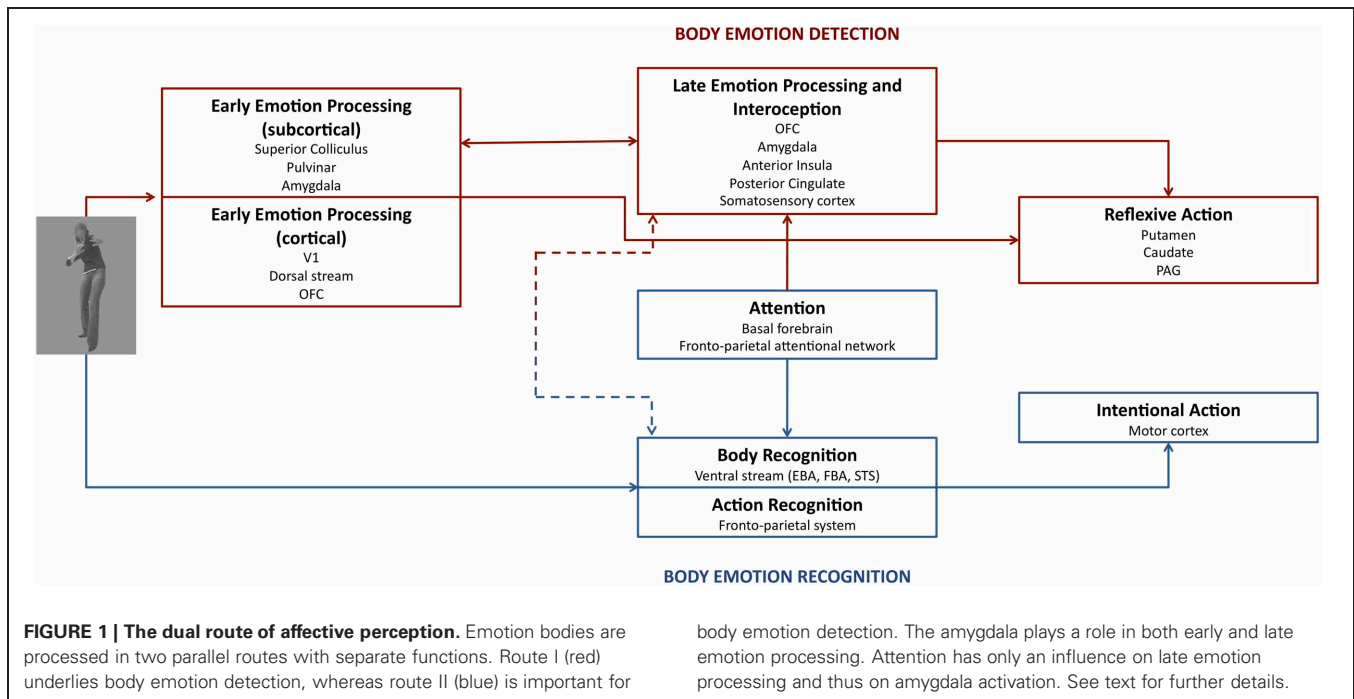 BODY EMOTION DETECTION
Early Emotion Processing
(subcortical)
Superior Colliculus
Pulvinar
Amygdala
Early Emotion Processing
(cortical)
V1
Dorsal stream
OFC
Late Emotion Processing and
Interoception
OFC
Amygdala
Anterior Insula
Posterior Cingulate
Somatosensory cortex
Reflexive Action
Putamen
Caudate
PAG
Attention
Basal forebrain
Fronto-parietal attentional network
Intentional Action
Motor cortex
Body Recognition
Ventral stream (EBA, FBA, STS)
Action Recognition
Fronto-parietal system
BODY EMOTION RECOGNITION
FIGURE 1 | The dual route of affective perception. Emotion bodies are
processed in two parallel routes with separate functions. Route I (red)
underlies body emotion detection, whereas route II (blue) is important for
body emotion detection. The amygdala plays a role in both early and late
emotion processing. Attention has only an influence on late emotion
processing and thus on amygdala activation. See text for further details.